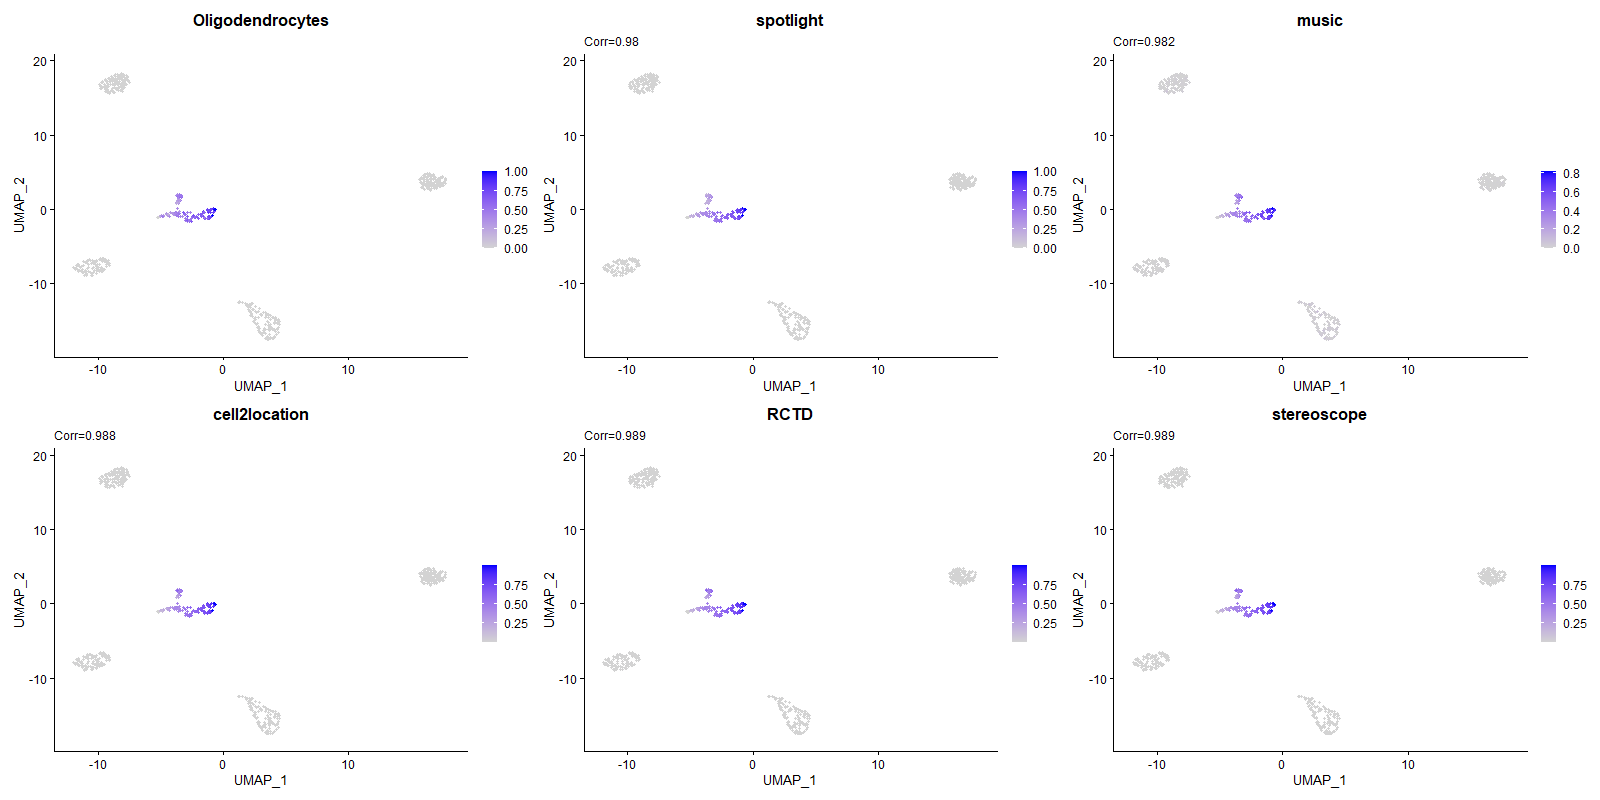 Oligodendrocytes
20
10
0
-10
UMAP_2
-10
0
10
UMAP_1
1.00
0.75
0.50
0.25
0.00
spotlight
Corr=0.98
20
10
0
-10
UMAP_2
-10
0
10
UMAP_1
1.00
0.75
0.50
0.25
0.00
music
Corr=0.982
20
10
0
-10
UMAP_2
-10
0
10
UMAP_1
0.8
0.6
0.4
0.2
0.0
cell2location
Corr=0.988
20
10
0
-10
UMAP_2
-10
0
10
UMAP_1
0.75
0.50
0.25
RCTD
Corr=0.989
20
10
0
-10
UMAP_2
-10
0
10
UMAP_1
0.75
0.50
0.25
stereoscope
Corr=0.989
20
10
0
-10
UMAP_2
-10
0
10
UMAP_1
0.75
0.50
0.25